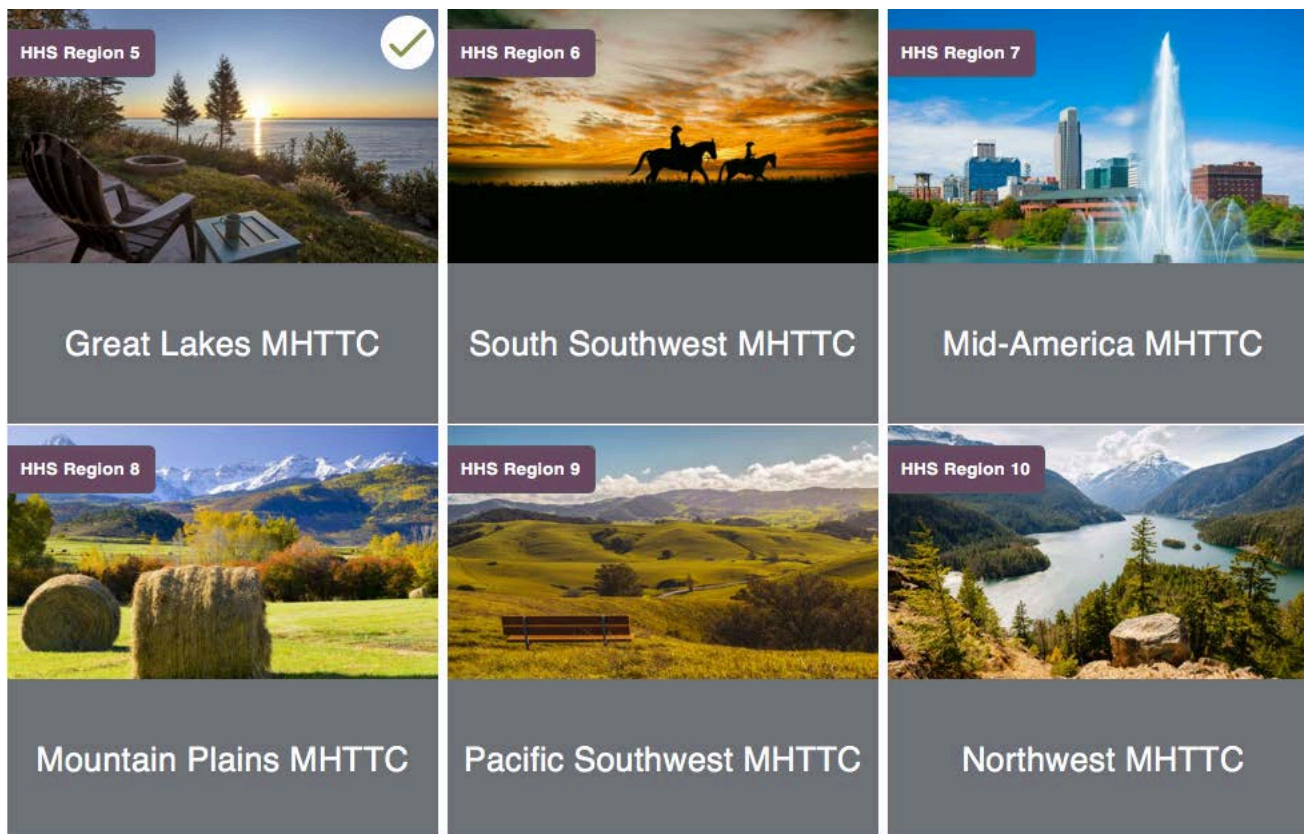 HHS Region 5
HHS Region 6
HHS Region 7
Great Lakes MHTTC
South Southwest MHTTC
Mid-America MHTTC
HHS Region 8
HHS Region 9
HHS Region 10
Mountain Plains MHTTC
Pacific Southwest MHTTC
Northwest MHTTC